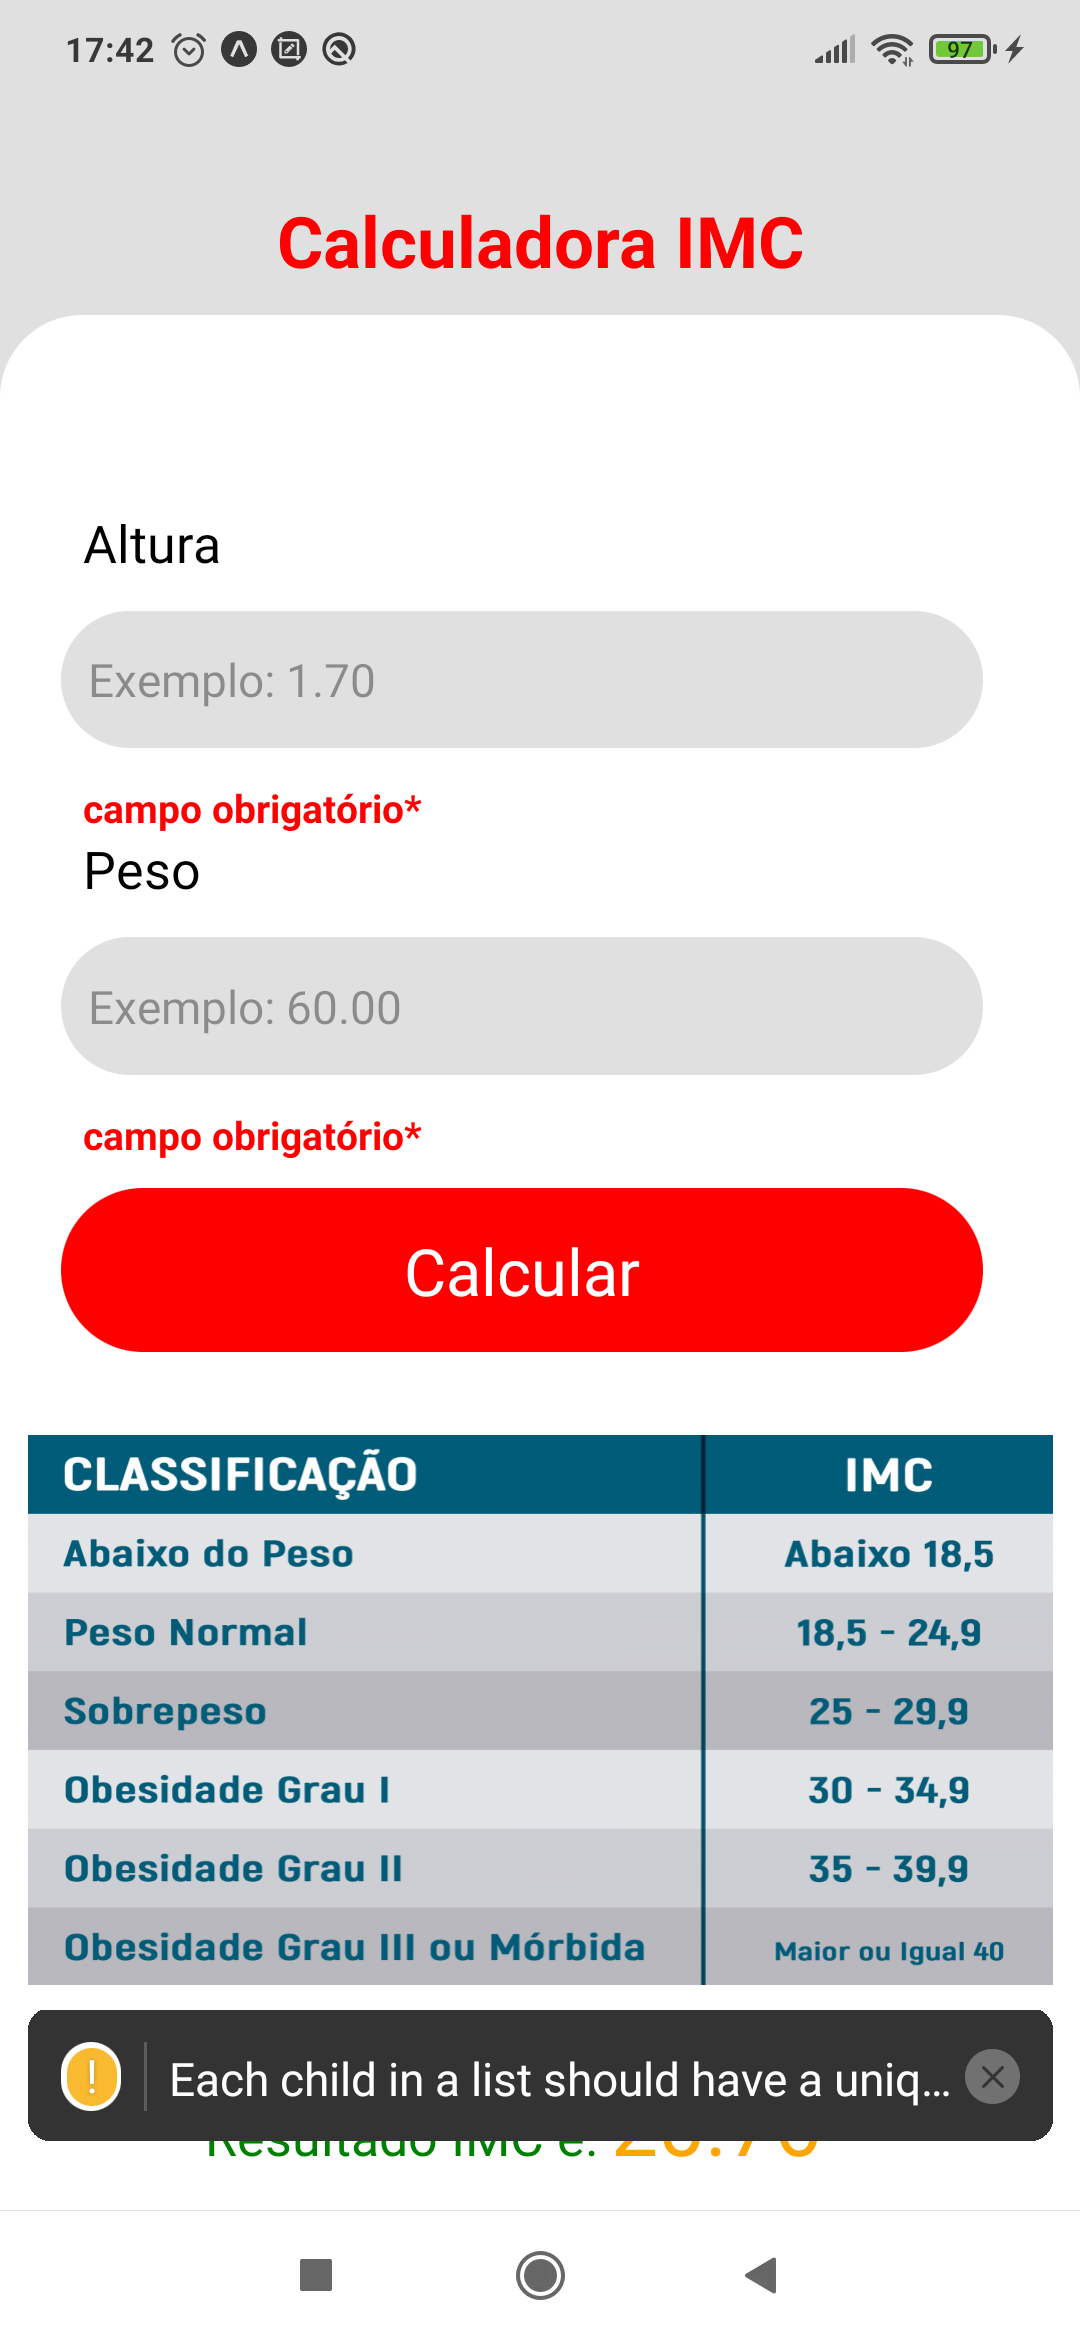 17:42
97
Calculadora IMC
Altura
Exemplo: 1.70
campo obrigatório*
Peso
Exemplo: 60.00
campo obrigatório*
Calcular
CLASSIFICAÇÃO IMC
Abaixo do Peso Abaixo 18,5
Peso Normal 18,5 - 24,9
Sobrepeso 25 - 29,9
Obesidade Grau I 30 - 34,9
Obesidade Grau II 35 - 39,9
Obesidade Grau III ou Mórbida Maior ou Igual 40
! Each child in a list should have a uniq...
Resultado IMC é: